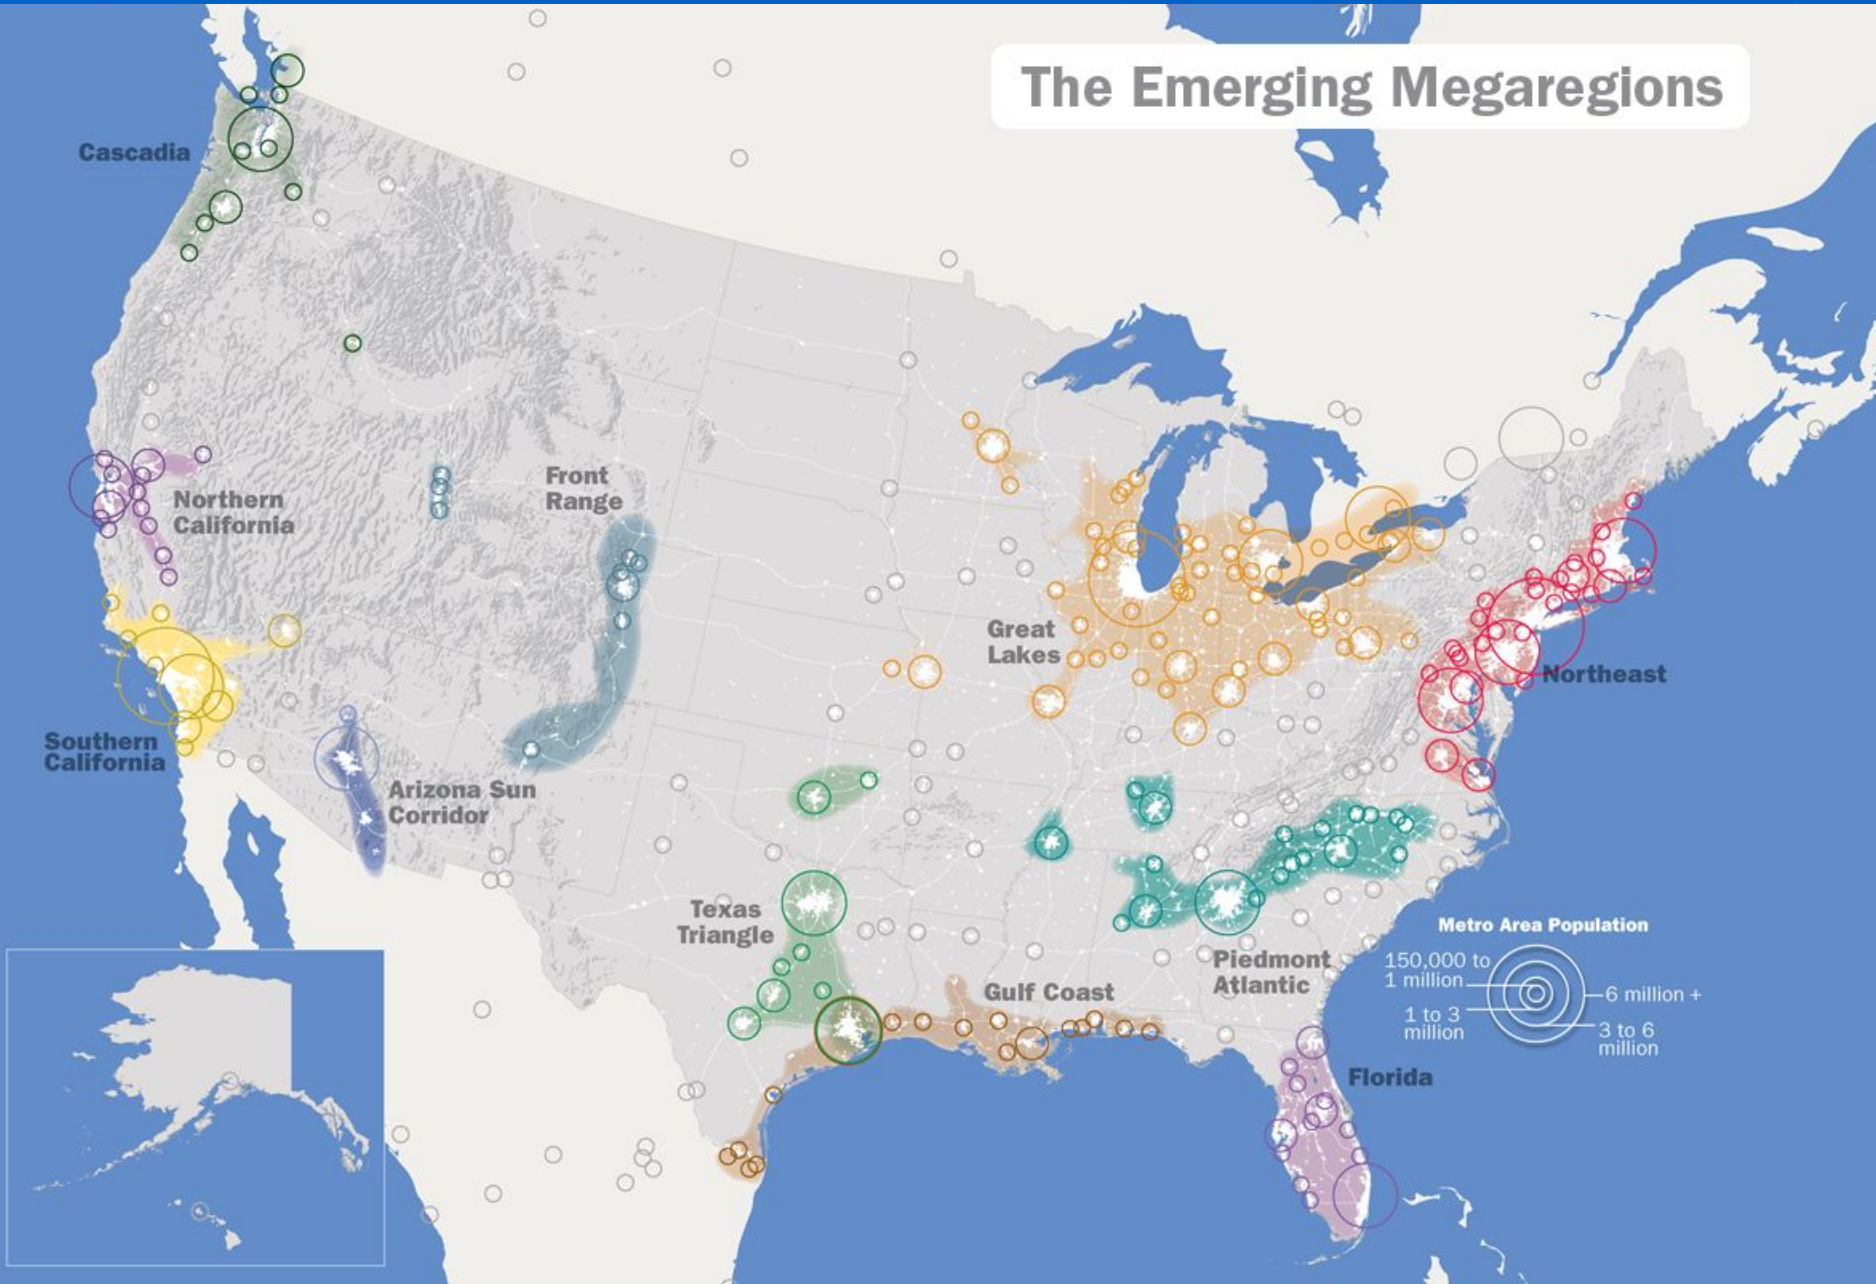 The Emerging Megaregions
Cascadia
Northern
California
Front
Range
Great
Lakes
Northeast
Southern
California
Arizona Sun
Corridor
Texas
Triangle
Gulf Coast
Piedmont
Atlantic
Florida
Metro Area Population
150,000 to
1 million
1 to 3
million
6 million +
3 to 6
million